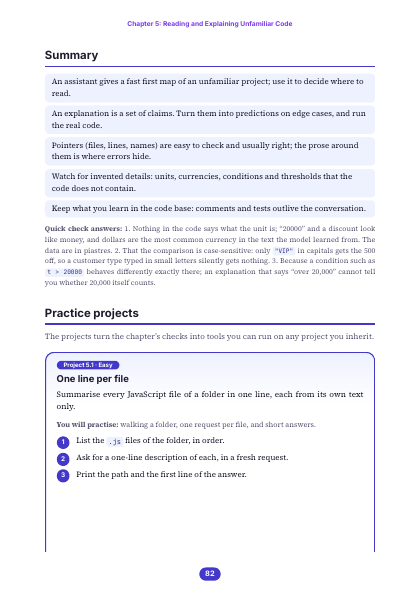 Chapter 5: Reading and Explaining Unfamiliar Code
Summary
An assistant gives a fast first map of an unfamiliar project; use it to decide where to
read.
An explanation is a set of claims. Turn them into predictions on edge cases, and run
the real code.
Pointers (files, lines, names) are easy to check and usually right; the prose around
them is where errors hide.
Watch for invented details: units, currencies, conditions and thresholds that the
code does not contain.
Keep what you learn in the code base: comments and tests outlive the conversation.
Quick check answers: 1. Nothing in the code says what the unit is; “20000” and a discount look
like money, and dollars are the most common currency in the text the model learned from. The
data are in piasters. 2. That the comparison is case-sensitive: only "VIP" in capitals gets the 500
off, so a customer type typed in small letters silently gets nothing. 3. Because a condition such as
t > 20000 behaves differently exactly there; an explanation that says “over 20,000” cannot tell
you whether 20,000 itself counts.
Practice projects
The projects turn the chapter’s checks into tools you can run on any project you inherit.
Project 5.1 · Easy
One line per file
Summarise every JavaScript file of a folder in one line, each from its own text
only.
You will practise: walking a folder, one request per file, and short answers.
1 List the .js files of the folder, in order.
2 Ask for a one-line description of each, in a fresh request.
3 Print the path and the first line of the answer.
82